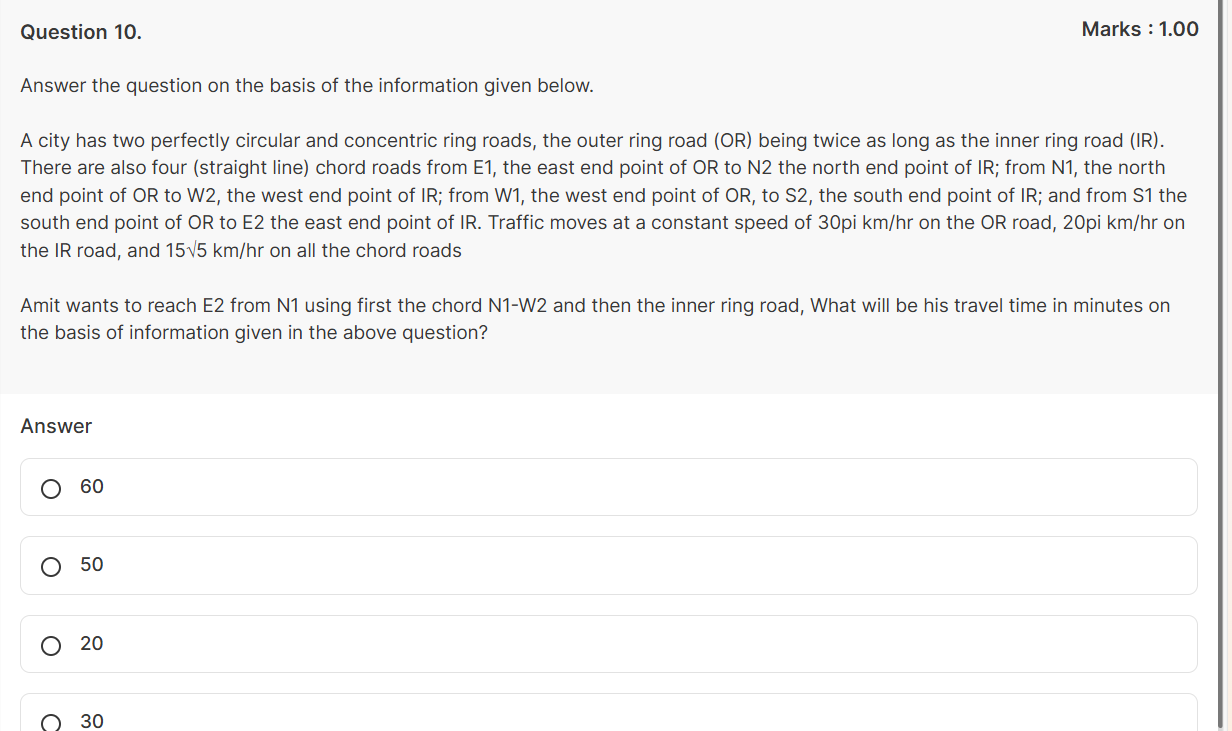 Question 10.
Marks : 1.00
Answer the question on the basis of the information given below.
A city has two perfectly circular and concentric ring roads, the outer ring road (OR) being twice as long as the inner ring road (IR).
There are also four (straight line) chord roads from E1, the east end point of OR to N2 the north end point of IR; from N1, the north
end point of OR to W2, the west end point of IR; from W1, the west end point of OR, to S2, the south end point of IR; and from S1 the
south end point of OR to E2 the east end point of IR. Traffic moves at a constant speed of 30pi km/hr on the OR road, 20pi km/hr on
the IR road, and 15√5 km/hr on all the chord roads
Amit wants to reach E2 from N1 using first the chord N1-W2 and then the inner ring road, What will be his travel time in minutes on
the basis of information given in the above question?
Answer
60
50
20
30